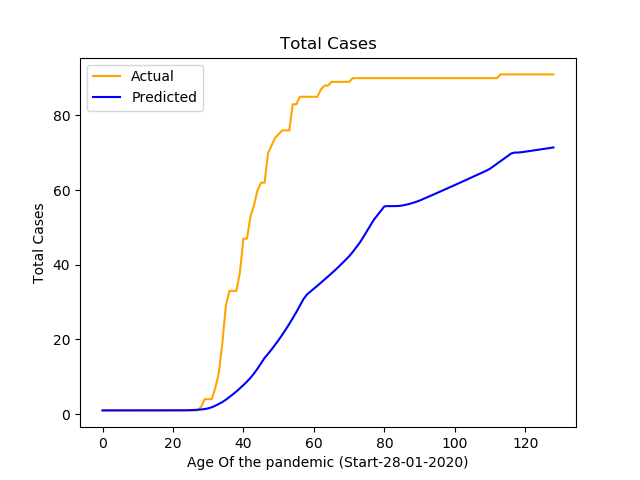 Total Cases
Actual
Predicted
Total Cases
80
60
40
20
0
0 20 40 60 80 100 120
Age Of the pandemic (Start-28-01-2020)